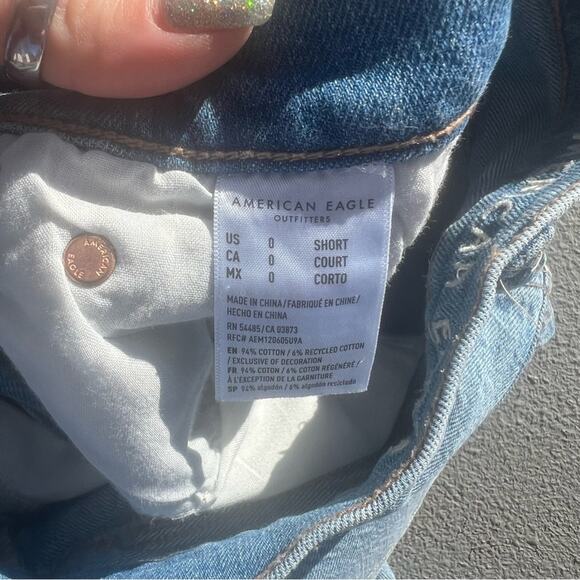 AMERICAN EAGLE
OUTFITTERS
US 0 SHORT
CA 0 COURT
MX 0 CORTO
MADE IN CHINA/FABRIQUÉ EN CHINE/
HECHO EN CHINA
RN 54485/CA 03873
RFC# AEM120605U9A
EN 94% COTTON / 6% RECYCLED COTTON
/ EXCLUSIVE OF DECORATION
FR 94% COTON / 6% COTON RÉGÉNÉRÉ /
À L'EXCEPTION DE LA GARNITURE
SP 94% algodón / 6% algodón reciclado
AMERICAN
EAGLE